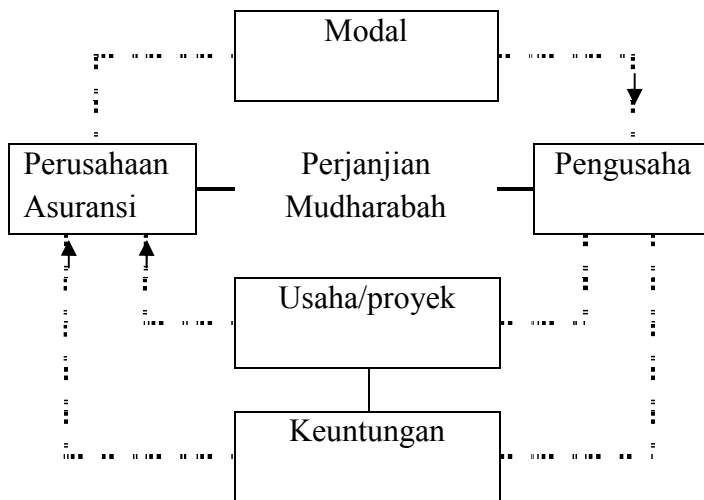 Modal
Perusahaan
Asuransi
Perjanjian
Mudharabah
Pengusaha
Usaha/proyek
Keuntungan